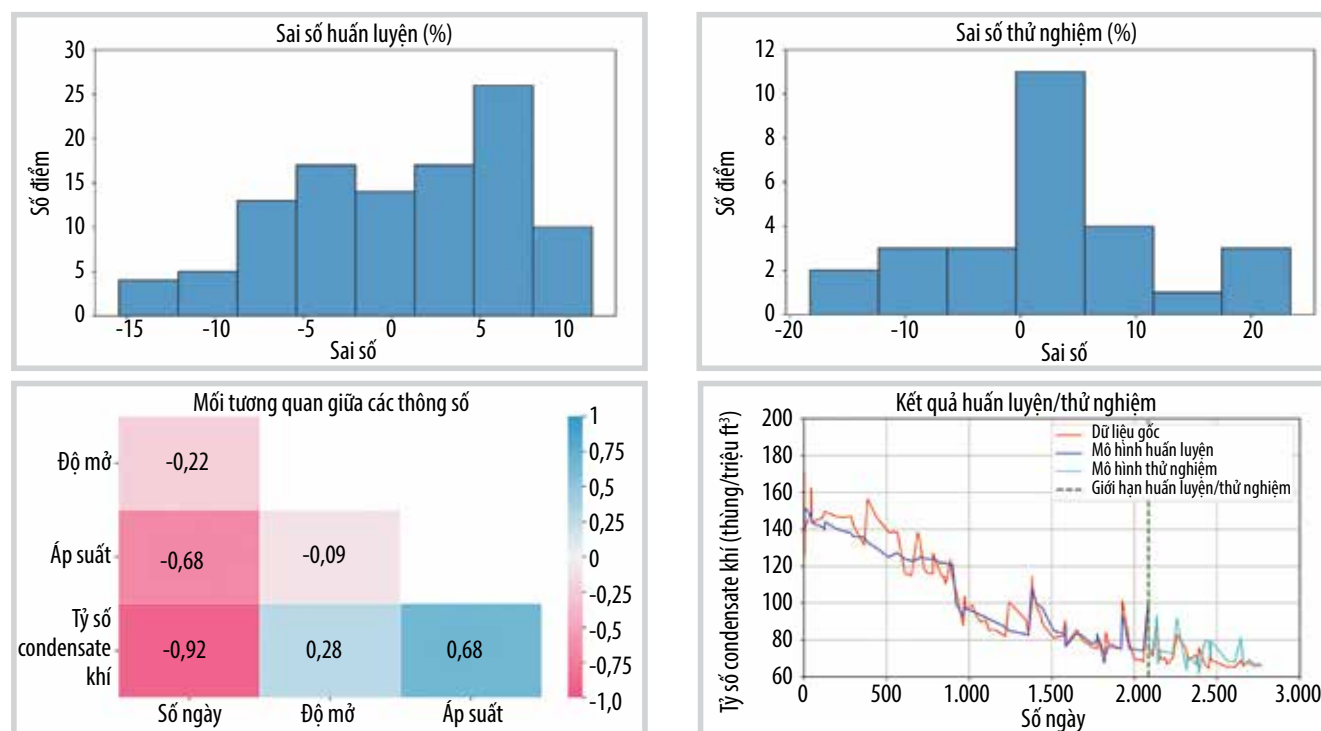 Sai số huấn luyện (%)
30
25
20
15
10
5
0
Số điểm
-15 -10 -5 0 5 10
Sai số
Sai số thử nghiệm (%)
12
10
8
6
4
2
0
Số điểm
-20 -10 0 10 20
Sai số
Mối tương quan giữa các thông số
Độ mở
Áp suất
Tỷ số
condensate
khí
-0,22
-0,68 -0,09
-0,92 0,28 0,68
Số ngày Độ mở Áp suất
1
0,75
0,5
0,25
0
-0,25
-0,5
-0,75
-1,0
Kết quả huấn luyện/thử nghiệm
Tỷ số condensate khí (thùng/triệu ft³)
200
180
160
140
120
100
80
60
Dữ liệu gốc
Mô hình huấn luyện
Mô hình thử nghiệm
Giới hạn huấn luyện/thử nghiệm
0 500 1.000 1.500 2.000 2.500 3.000
Số ngày